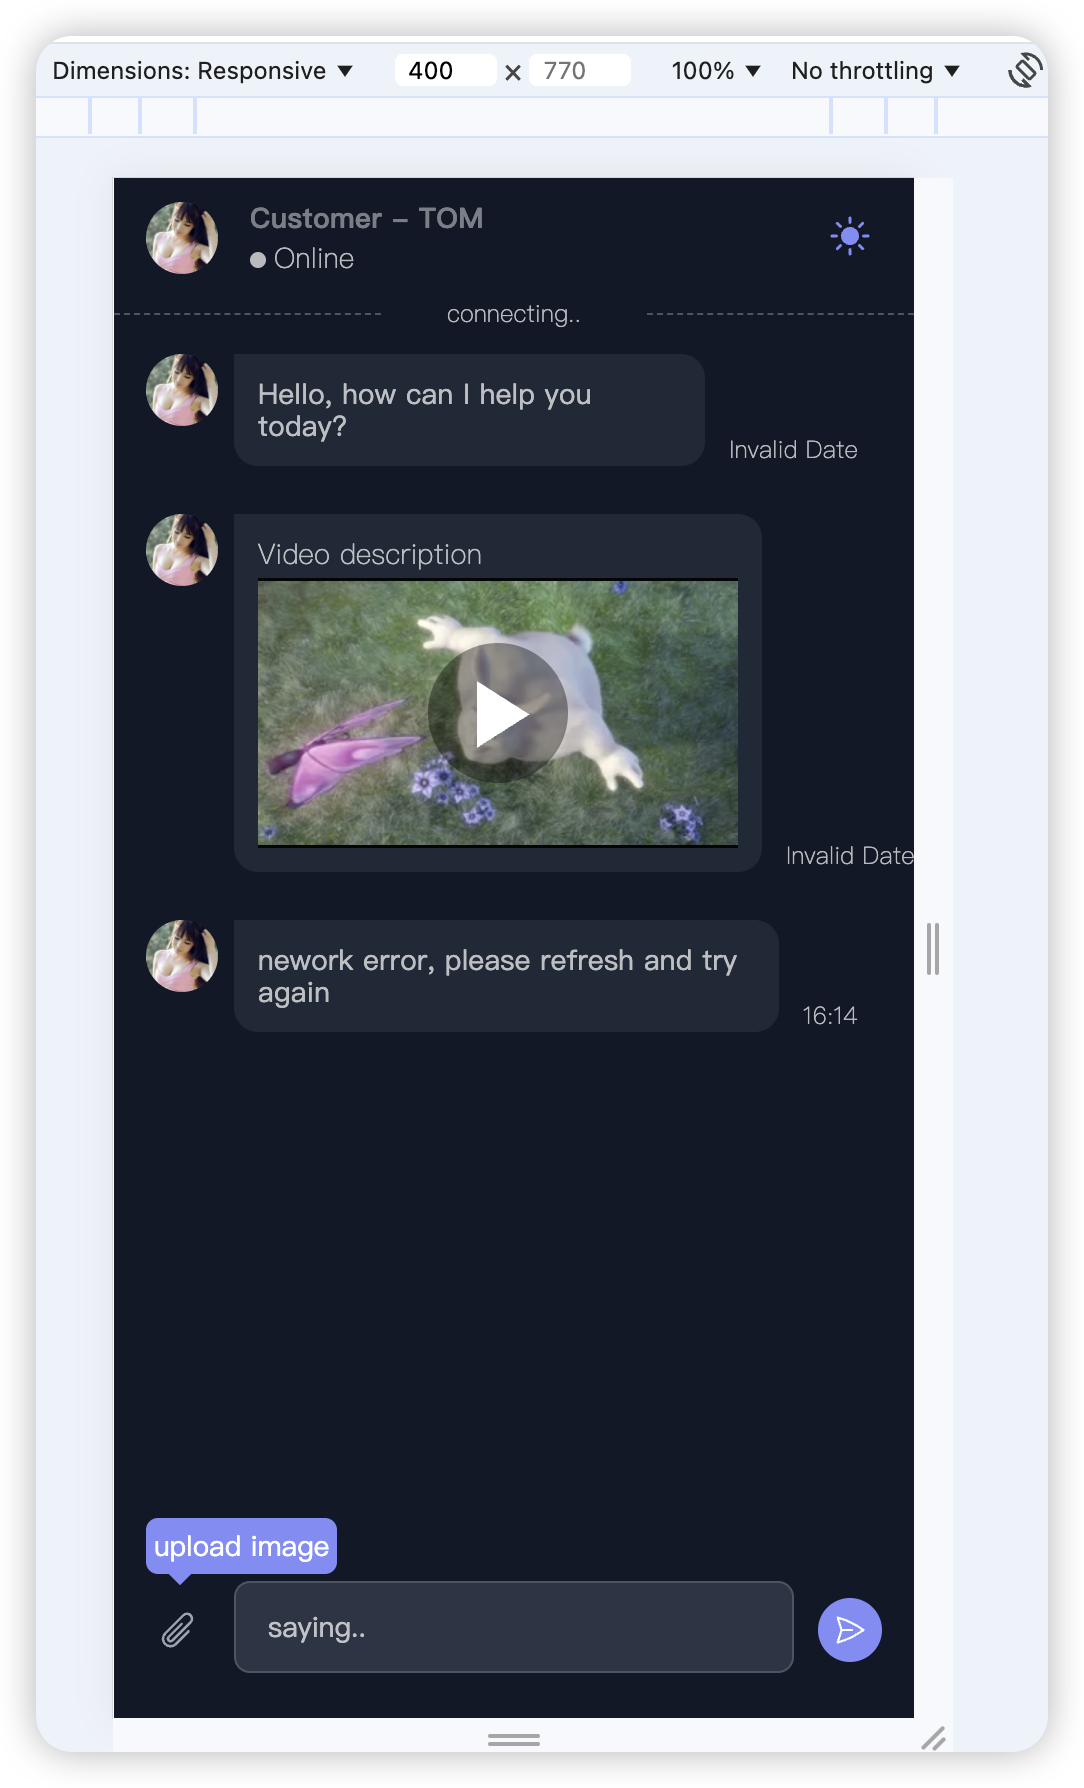 Dimensions: Responsive ▼ 400 × 770 100% ▼ No throttling ▼
Customer – TOM
Online
connecting..
Hello, how can I help you
today?
Invalid Date
Video description
Invalid Date
nework error, please refresh and try
again
16:14
upload image
saying..